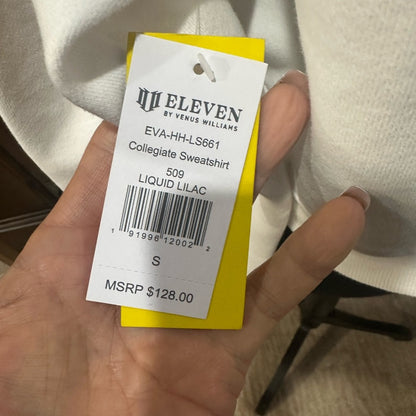 ELEVEN
BY VENUS WILLIAMS
EVA-HH-LS661
Collegiate Sweatshirt
509
LIQUID LILAC
1 91996 12002 2
S
MSRP $128.00